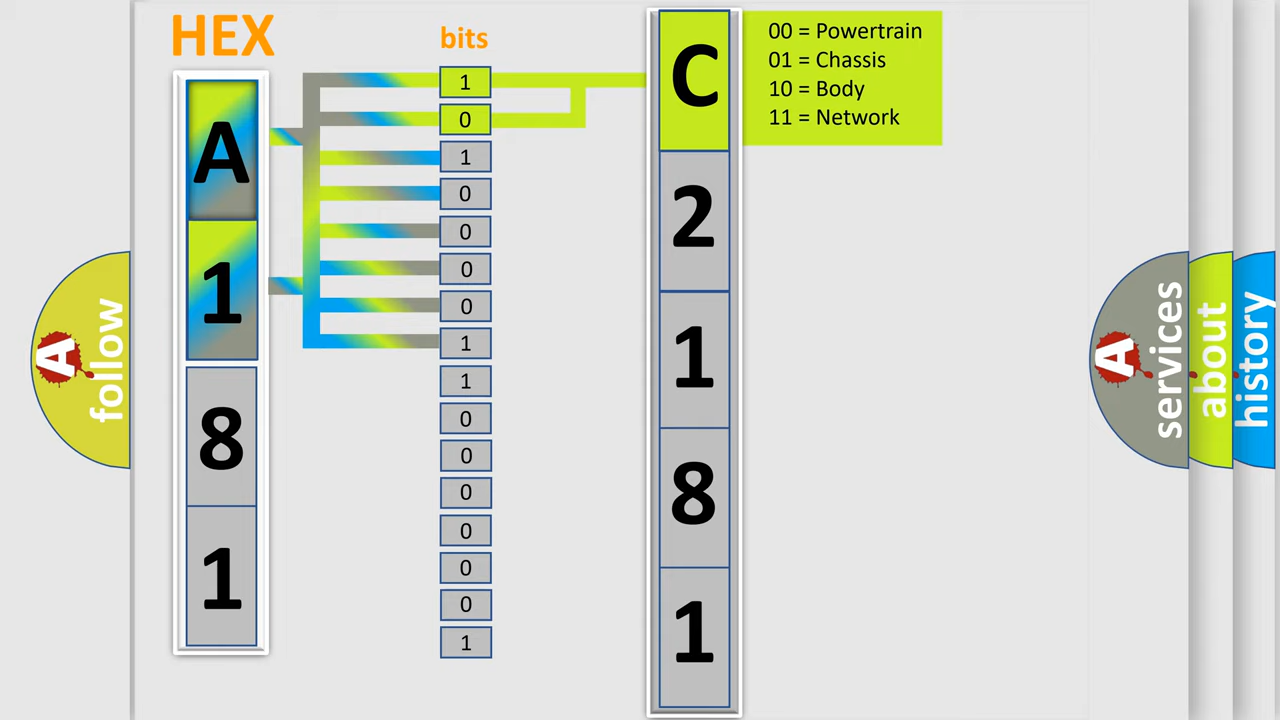 HEX
bits
A
1
8
1
1
0
1
0
0
0
0
1
1
0
0
0
0
0
0
1
C
2
1
8
1
00 = Powertrain
01 = Chassis
10 = Body
11 = Network
A
follow
A
services
about
history